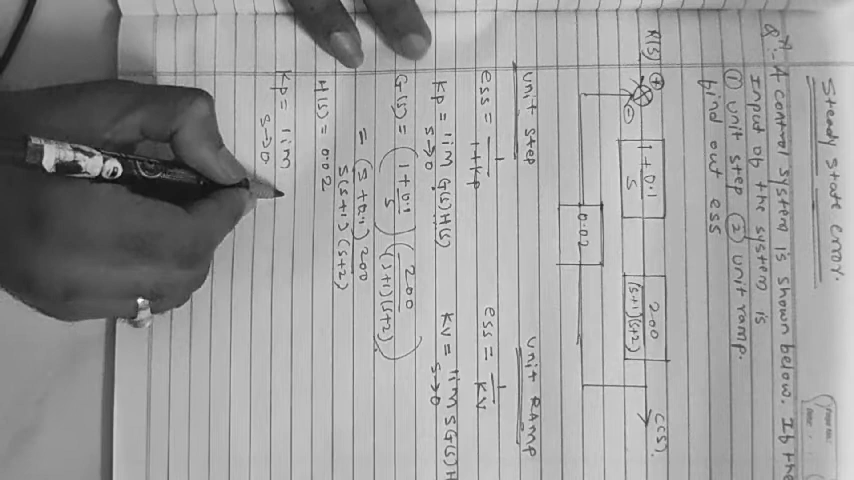 Steady state error.
Q:- A control system is shown below. If the
input of the system is
① unit step ② unit ramp.
find out ess
R(s) + 1 + 0.1/s 200/(s+1)(s+2) C(s).
-
0.02
unit step unit Ramp
ess = 1/1+Kp ess = 1/Kv
Kp = lim s→0 G(s)H(s) Kv = lim s→0 SG(s)H
G(s) = (1 + 0.1/s) (200/(s+1)(s+2))
= (s+0.1) 200/s(s+1)(s+2)
H(s) = 0.02
Kp = lim s→0